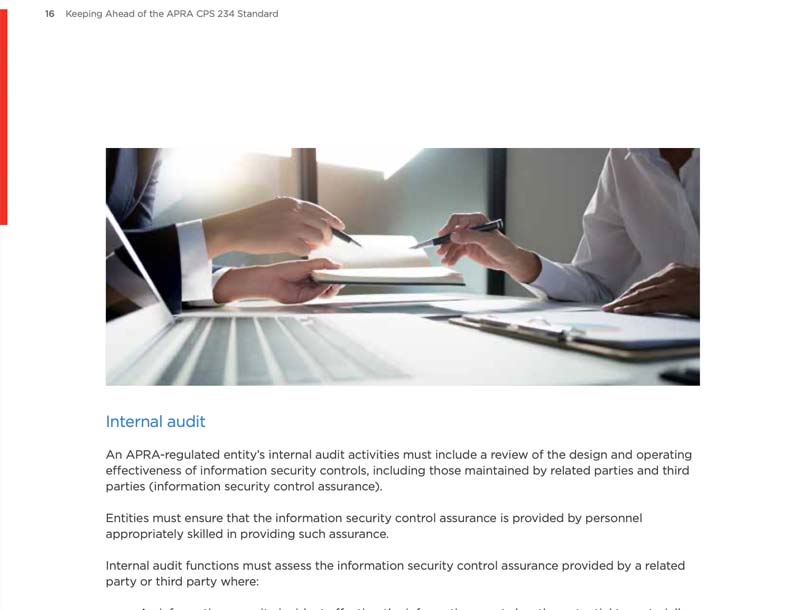 16 Keeping Ahead of the APRA CPS 234 Standard
Internal audit
An APRA-regulated entity’s internal audit activities must include a review of the design and operating
effectiveness of information security controls, including those maintained by related parties and third
parties (information security control assurance).
Entities must ensure that the information security control assurance is provided by personnel
appropriately skilled in providing such assurance.
Internal audit functions must assess the information security control assurance provided by a related
party or third party where: